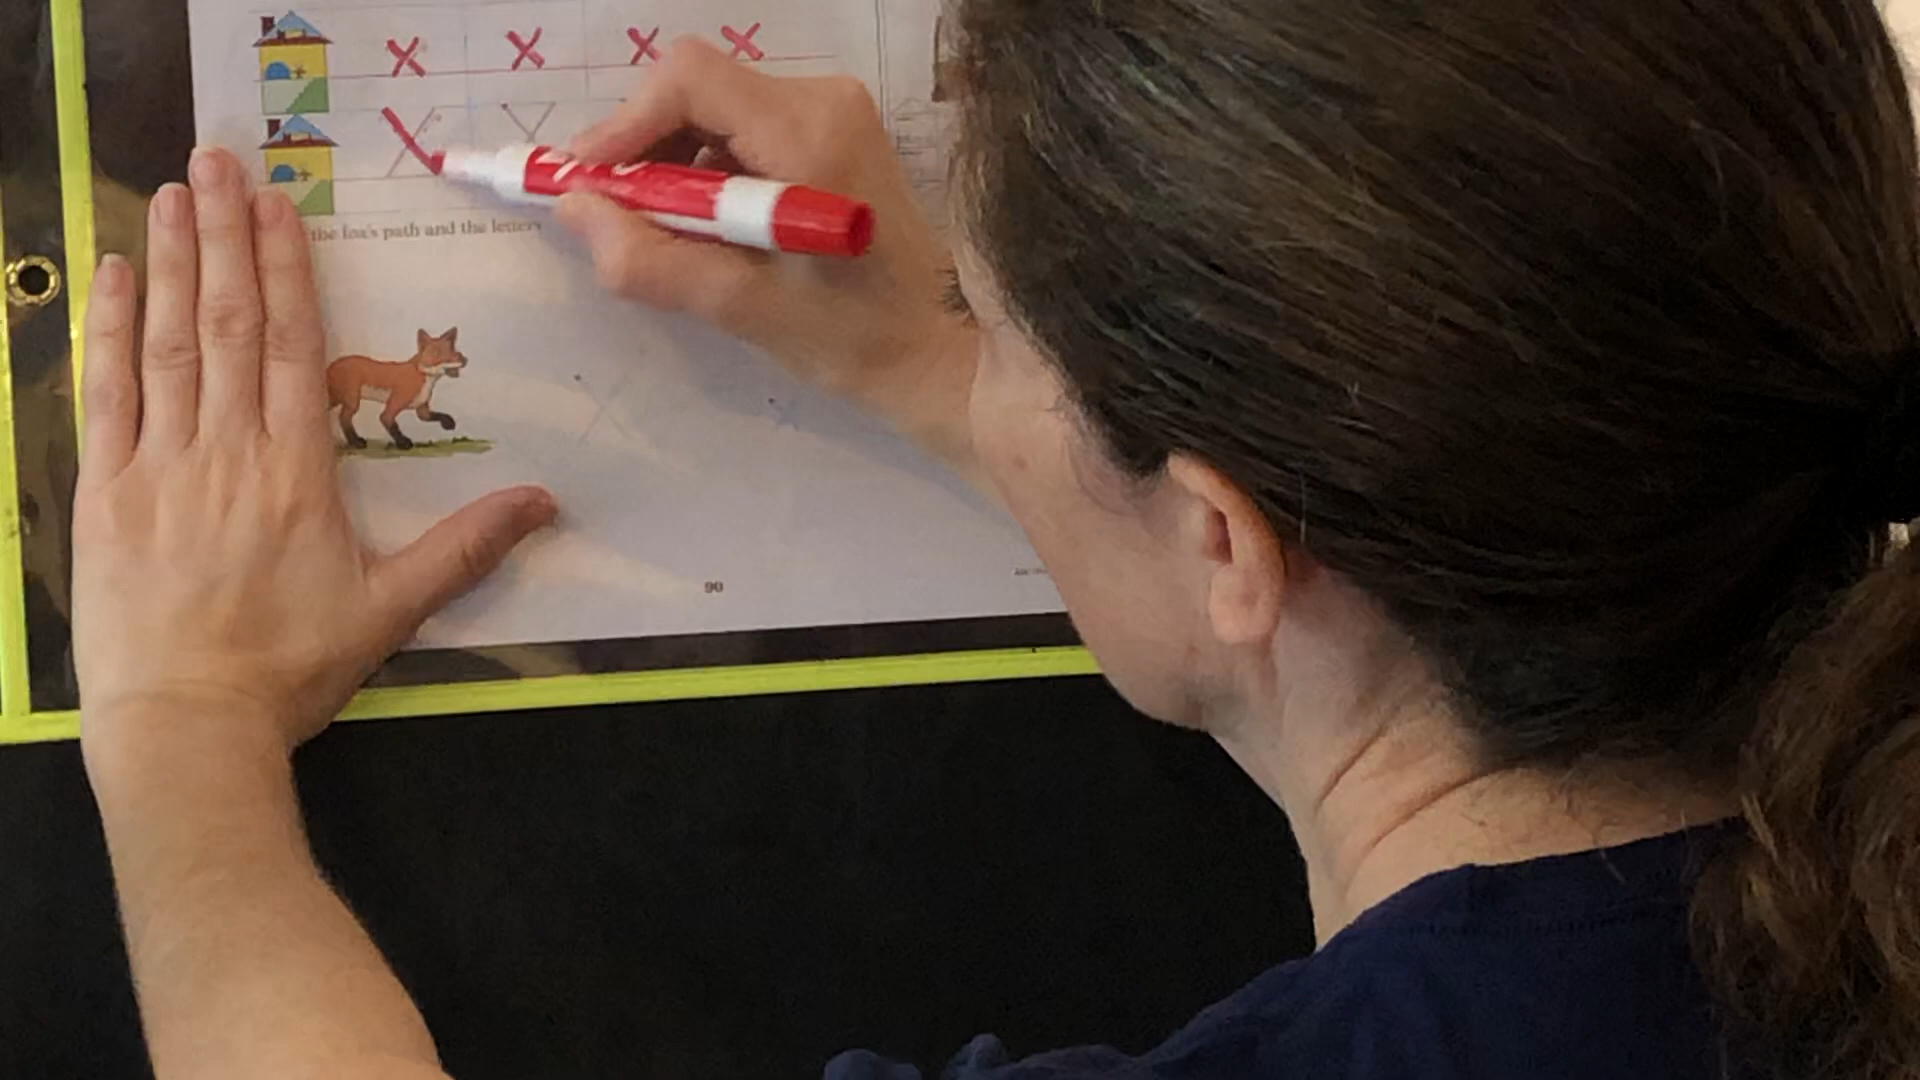 x x x x
X X
the fox's path and the letters
90